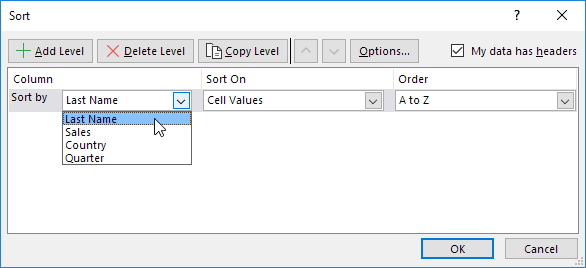 Sort
? ×
Add Level Delete Level Copy Level Options... My data has headers
Column Sort On Order
Sort by Last Name Cell Values A to Z
Last Name
Sales
Country
Quarter
OK Cancel